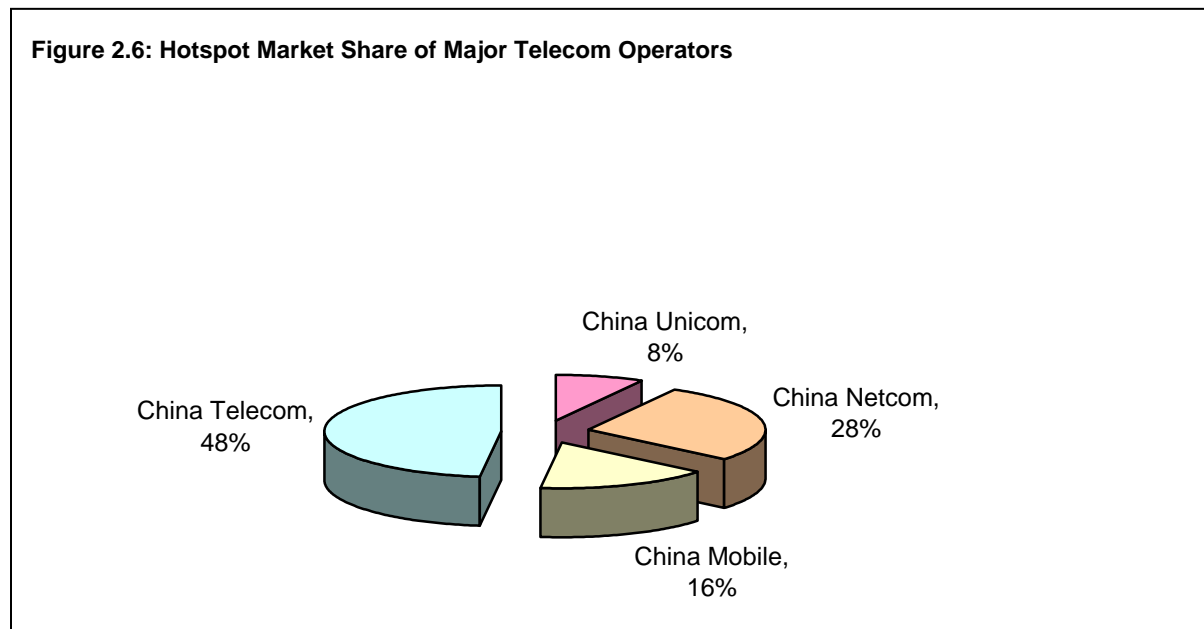 Figure 2.6: Hotspot Market Share of Major Telecom Operators
China Unicom,
8%
China Telecom,
48%
China Netcom,
28%
China Mobile,
16%